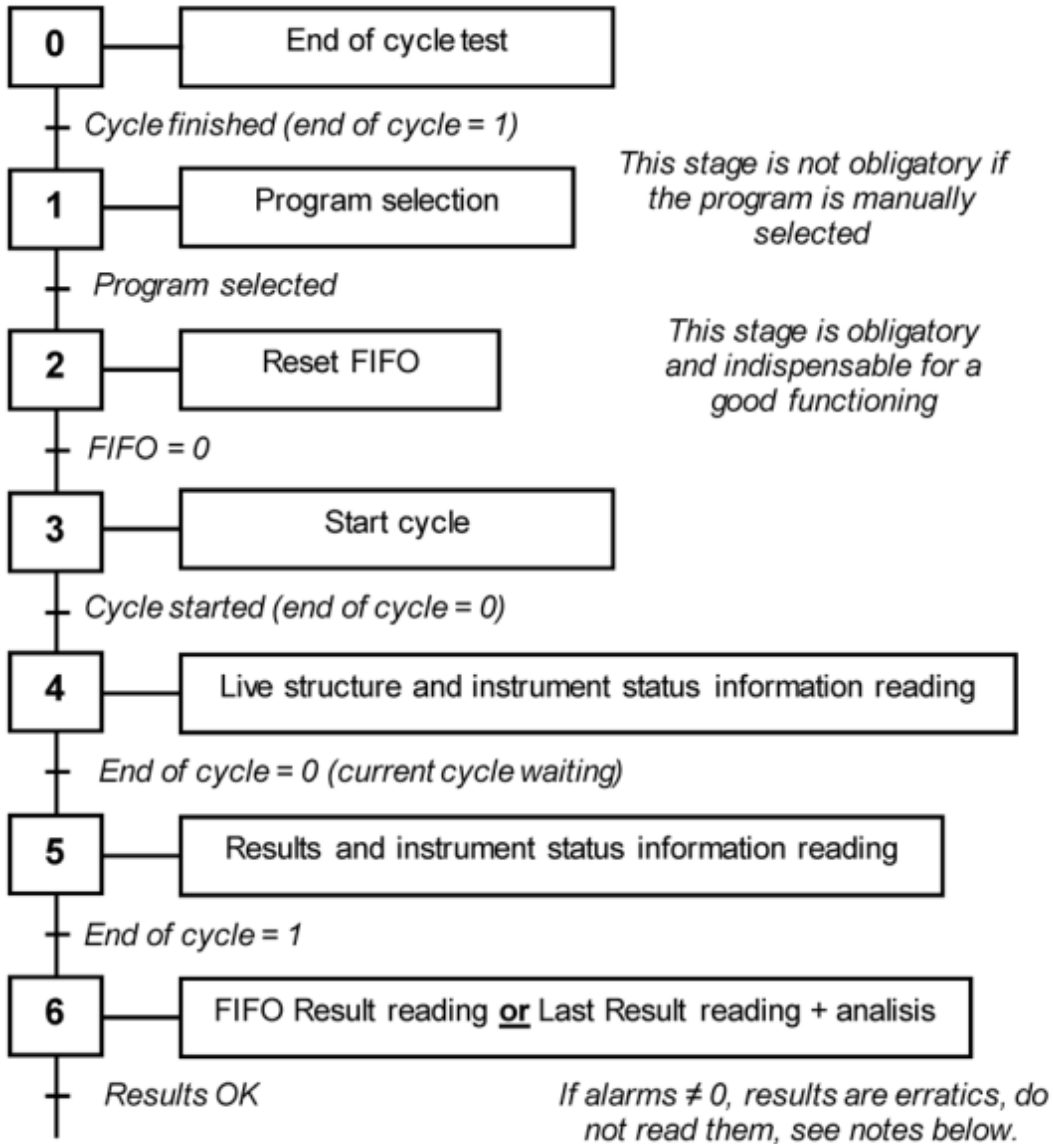 0
End of cycle test
Cycle finished (end of cycle = 1)
1
Program selection
This stage is not obligatory if
the program is manually
selected
Program selected
2
Reset FIFO
This stage is obligatory
and indispensable for a
good functioning
FIFO = 0
3
Start cycle
Cycle started (end of cycle = 0)
4
Live structure and instrument status information reading
End of cycle = 0 (current cycle waiting)
5
Results and instrument status information reading
End of cycle = 1
6
FIFO Result reading or Last Result reading + analisis
Results OK
If alarms ≠ 0, results are erratics, do
not read them, see notes below.